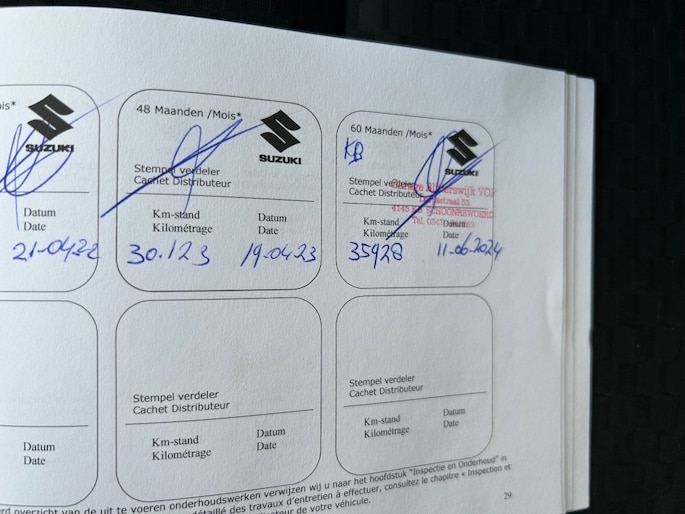 ois*
SUZUKI
Datum
Date
21-04-22
48 Maanden /Mois*
SUZUKI
Stempel verdeler
Cachet Distributeur
Km-stand Datum
Kilométrage Date
30.123 19-04-23
60 Maanden /Mois*
KB
SUZUKI
Stempel verdeler
Cachet Distributeur
Km-stand Datum
Kilométrage Date
35928 11-06-2024
Datum
Date
Stempel verdeler
Cachet Distributeur
Km-stand Datum
Kilométrage Date
Stempel verdeler
Cachet Distributeur
Km-stand Datum
Kilométrage Date
overzicht van de uit te voeren onderhoudswerken verwijzen wij u naar het hoofdstuk "Inspectie en Onderhoud" in
détaillé des travaux d'entretien à effectuer, consultez le chapitre « Inspection et
de votre véhicule.
29